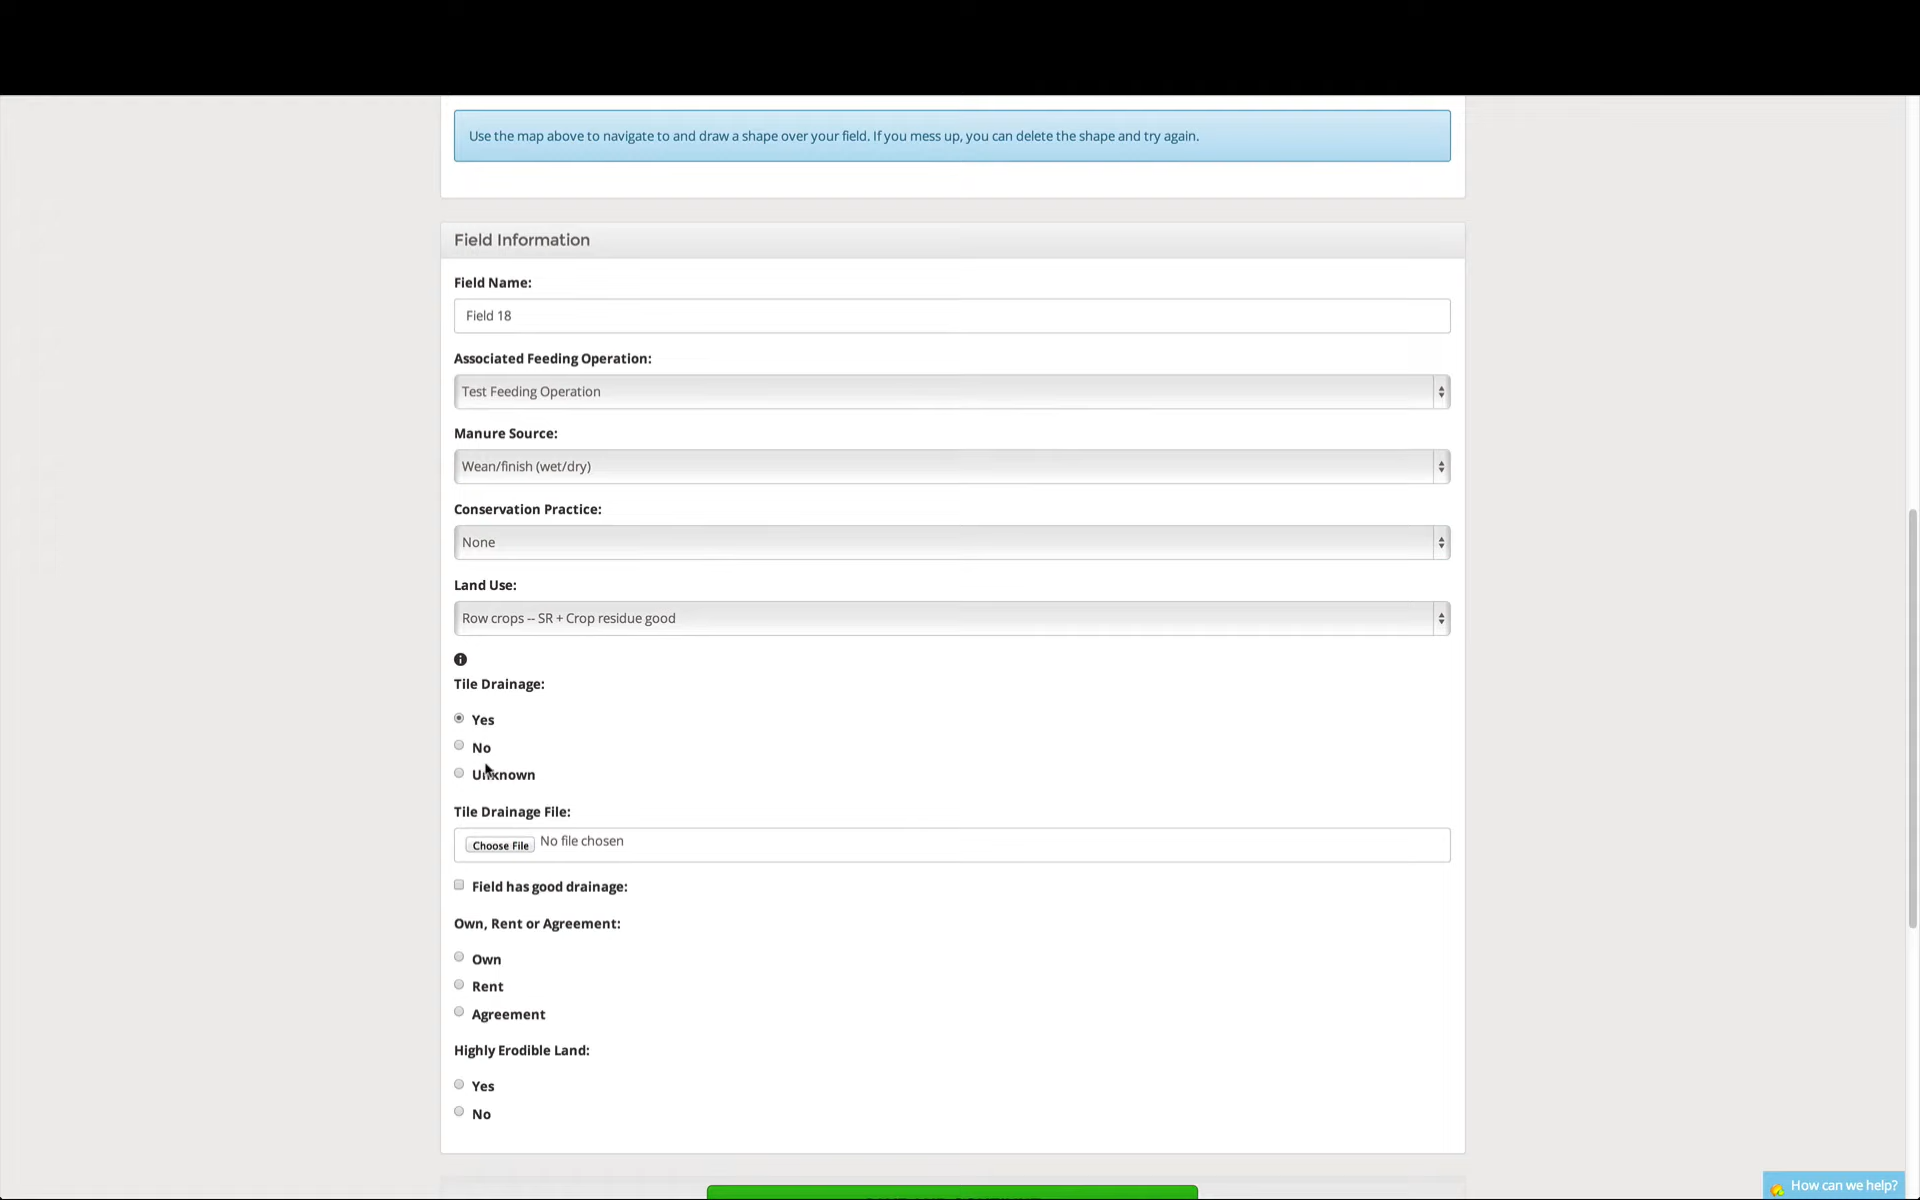 Use the map above to navigate to and draw a shape over your field. If you mess up, you can delete the shape and try again.
Field Information
Field Name:
Field 18
Associated Feeding Operation:
Test Feeding Operation
Manure Source:
Wean/finish (wet/dry)
Conservation Practice:
None
Land Use:
Row crops -- SR + Crop residue good
Tile Drainage:
Yes
No
Unknown
Tile Drainage File:
Choose File No file chosen
Field has good drainage:
Own, Rent or Agreement:
Own
Rent
Agreement
Highly Erodible Land:
Yes
No
How can we help?